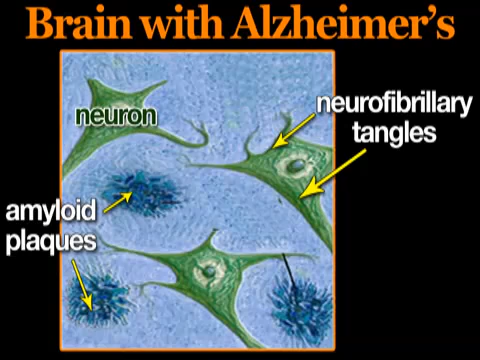 Brain with Alzheimer's
neuron
neurofibrillary
tangles
amyloid
plaques